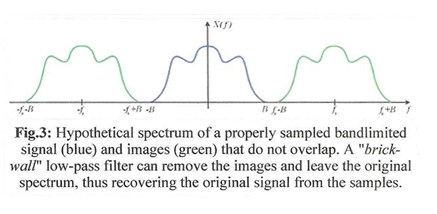 X(f)
-fₛ-B -fₛ -fₛ+B -B B fₛ-B fₛ fₛ+B f
Fig.3: Hypothetical spectrum of a properly sampled bandlimited
signal (blue) and images (green) that do not overlap. A "brick-
wall" low-pass filter can remove the images and leave the original
spectrum, thus recovering the original signal from the samples.